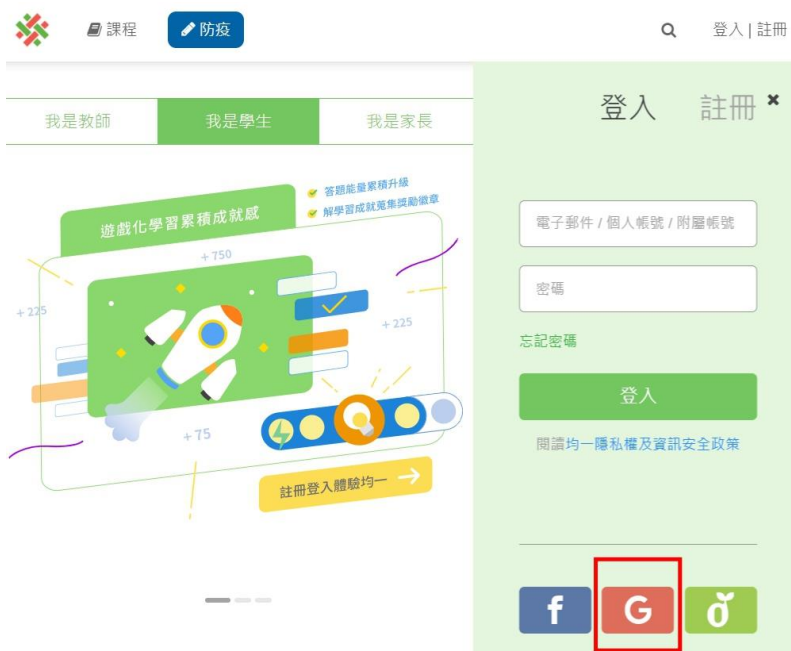 課程
防疫
登入 | 註冊
我是教師
我是學生
我是家長
遊戲化學習累積成就感
答題能量累積升級
解學習成就蒐集獎勵徽章
+750
+225
+225
+75
註冊登入體驗均一
登入
註冊
電子郵件 / 個人帳號 / 附屬帳號
密碼
忘記密碼
登入
閱讀均一隱私權及資訊安全政策
f
G